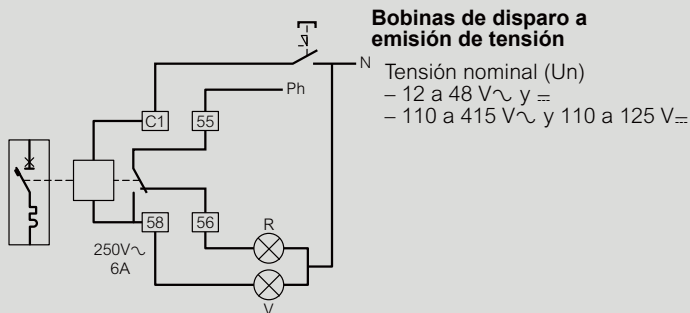 Bobinas de disparo a
emisión de tensión
N
Tensión nominal (Un)
Ph
– 12 a 48 V∿ y ⎓
– 110 a 415 V∿ y 110 a 125 V⎓
C1
55
58
56
R
250V∿
6A
V